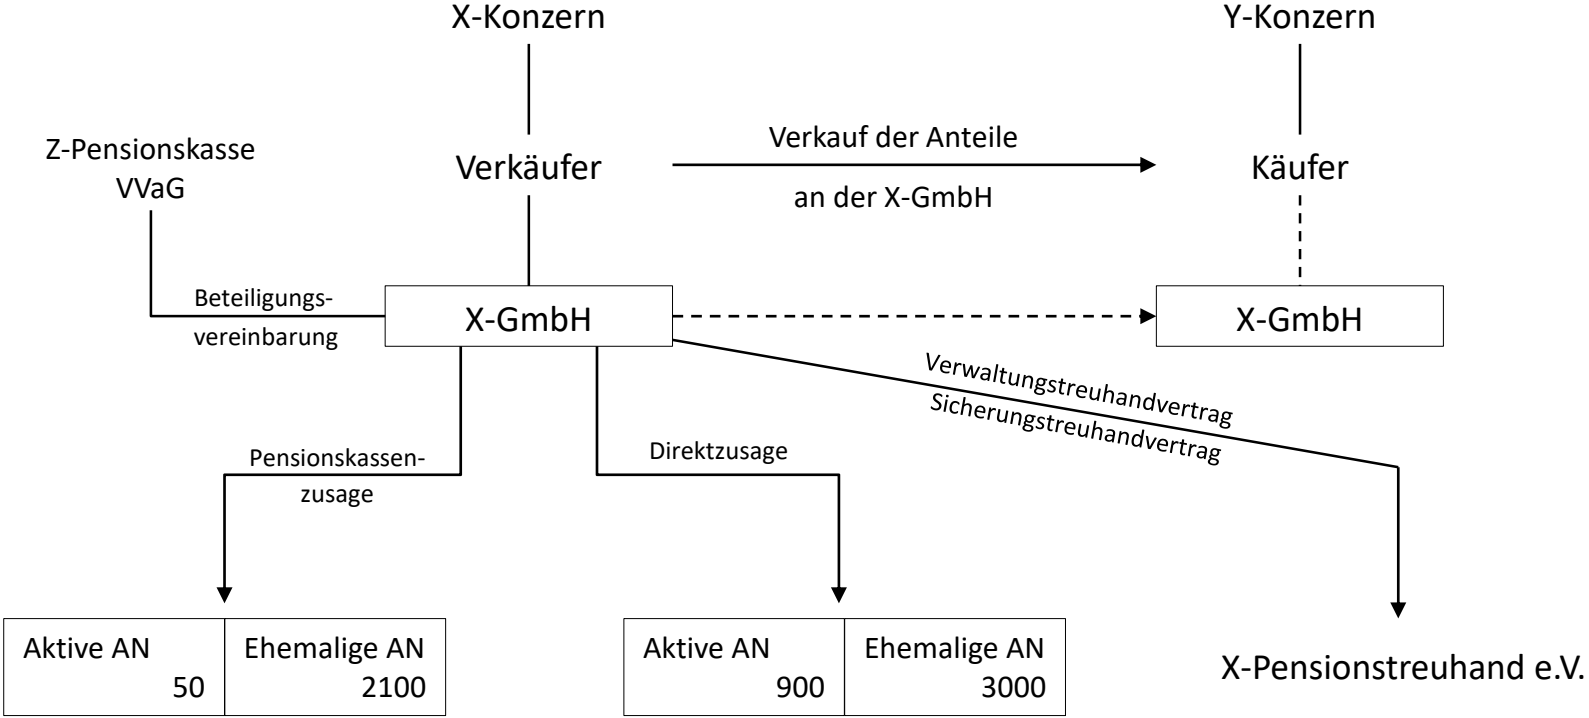 X-Konzern
Y-Konzern
Z-Pensionskasse
VVaG
Verkäufer
Verkauf der Anteile
an der X-GmbH
Käufer
Beteiligungs-
vereinbarung
X-GmbH
X-GmbH
Verwaltungstreuhandvertrag
Sicherungstreuhandvertrag
Pensionskassen-
zusage
Direktzusage
Aktive AN
50
Ehemalige AN
2100
Aktive AN
900
Ehemalige AN
3000
X-Pensionstreuhand e.V.